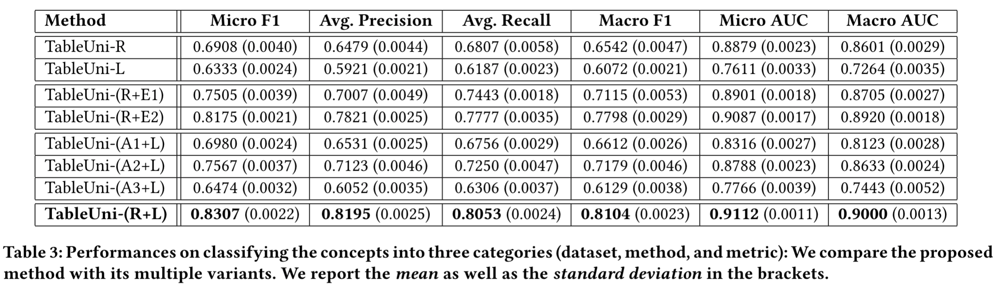 Method Micro F1 Avg. Precision Avg. Recall Macro F1 Micro AUC Macro AUC
TableUni-R 0.6908 (0.0040) 0.6479 (0.0044) 0.6807 (0.0058) 0.6542 (0.0047) 0.8879 (0.0023) 0.8601 (0.0029)
TableUni-L 0.6333 (0.0024) 0.5921 (0.0021) 0.6187 (0.0023) 0.6072 (0.0021) 0.7611 (0.0033) 0.7264 (0.0035)
TableUni-(R+E1) 0.7505 (0.0039) 0.7007 (0.0049) 0.7443 (0.0018) 0.7115 (0.0053) 0.8901 (0.0018) 0.8705 (0.0027)
TableUni-(R+E2) 0.8175 (0.0021) 0.7821 (0.0025) 0.7777 (0.0035) 0.7798 (0.0029) 0.9087 (0.0017) 0.8920 (0.0018)
TableUni-(A1+L) 0.6980 (0.0024) 0.6531 (0.0025) 0.6756 (0.0029) 0.6612 (0.0026) 0.8316 (0.0027) 0.8123 (0.0028)
TableUni-(A2+L) 0.7567 (0.0037) 0.7123 (0.0046) 0.7250 (0.0047) 0.7179 (0.0046) 0.8788 (0.0023) 0.8633 (0.0024)
TableUni-(A3+L) 0.6474 (0.0032) 0.6052 (0.0035) 0.6306 (0.0037) 0.6129 (0.0038) 0.7766 (0.0039) 0.7443 (0.0052)
TableUni-(R+L) 0.8307 (0.0022) 0.8195 (0.0025) 0.8053 (0.0024) 0.8104 (0.0023) 0.9112 (0.0011) 0.9000 (0.0013)
Table 3: Performances on classifying the concepts into three categories (dataset, method, and metric): We compare the proposed
method with its multiple variants. We report the mean as well as the standard deviation in the brackets.